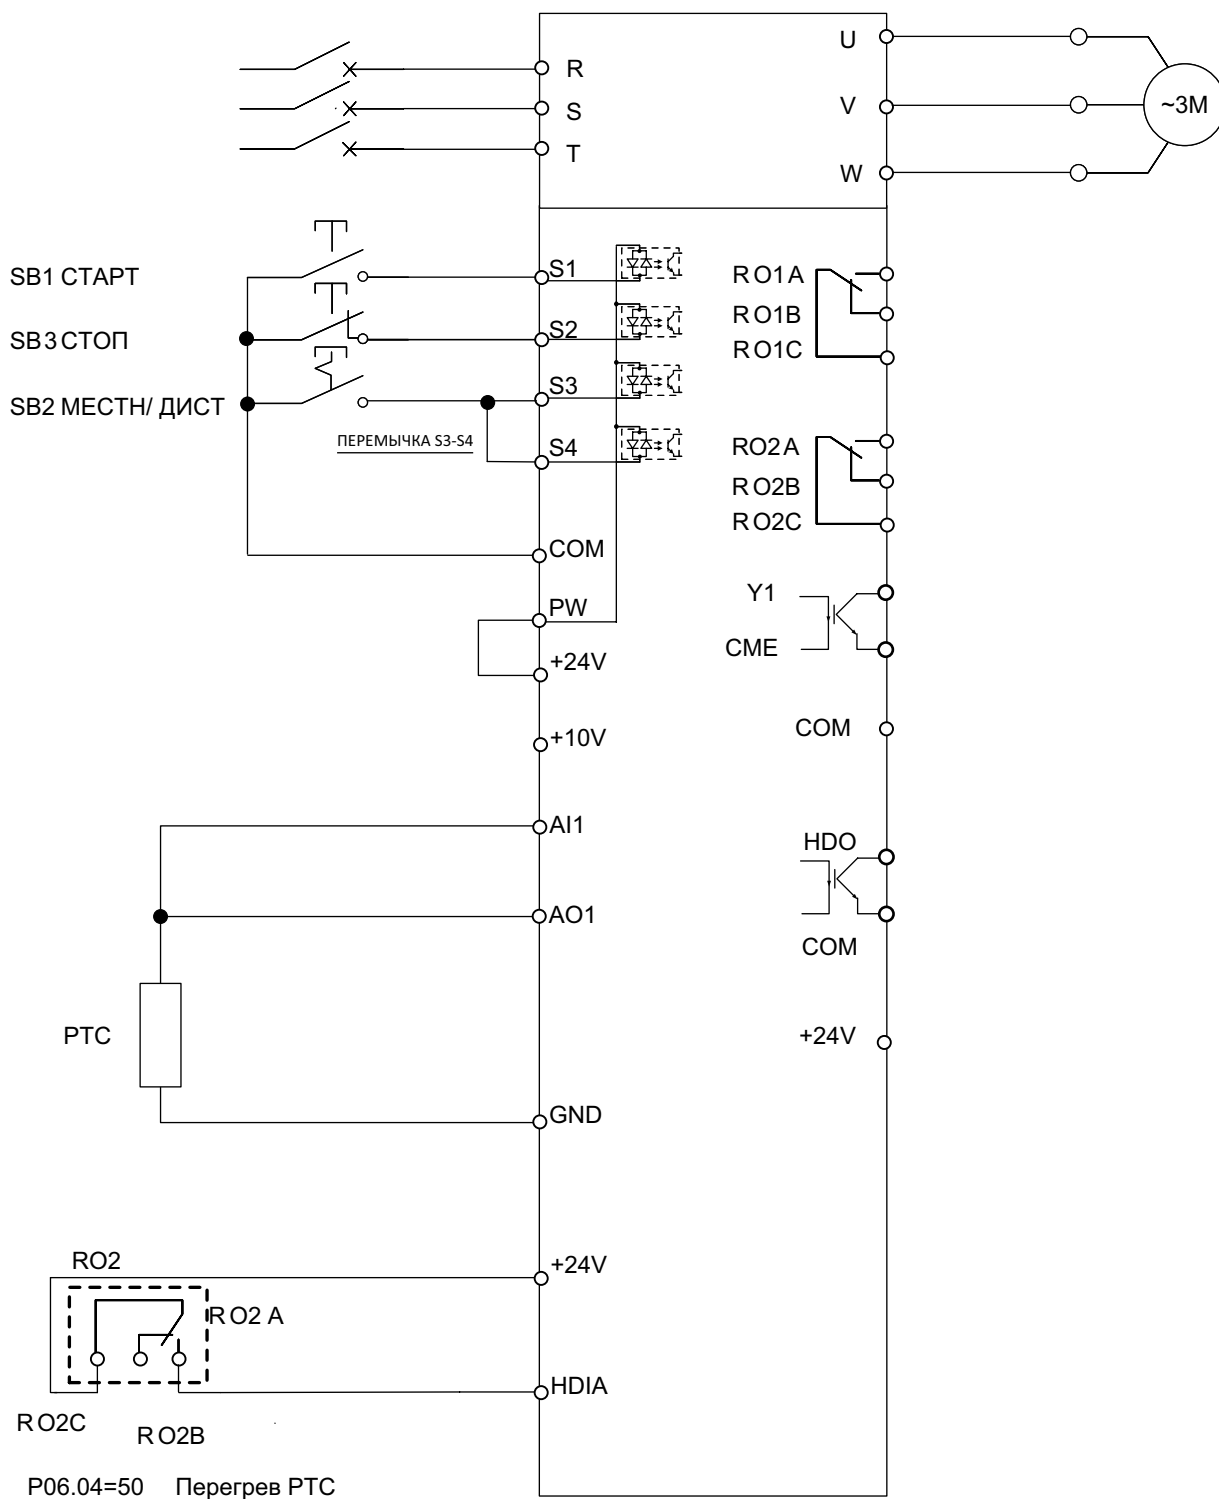 U
R
S
V
~3M
T
W
SB1 СТАРТ
S1
RO1A
RO1B
SB3 СТОП
S2
RO1C
S3
SB2 МЕСТН/ ДИСТ
ПЕРЕМЫЧКА S3-S4
S4
RO2A
RO2B
RO2C
COM
PW
Y1
CME
+24V
+10V
COM
AI1
HDO
AO1
COM
PTC
+24V
GND
RO2
+24V
RO2 A
HDIA
RO2C
RO2B
P06.04=50 Перегрев PTC